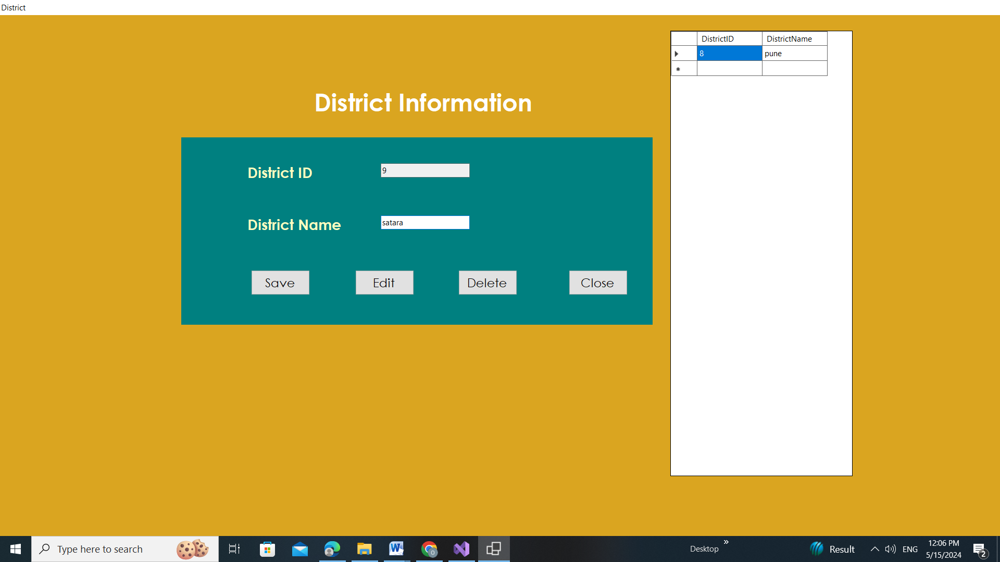 District
DistrictID DistrictName
8 pune
District Information
District ID 9
District Name satara
Save Edit Delete Close
Type here to search
Desktop
Result
ENG
12:06 PM
5/15/2024
2